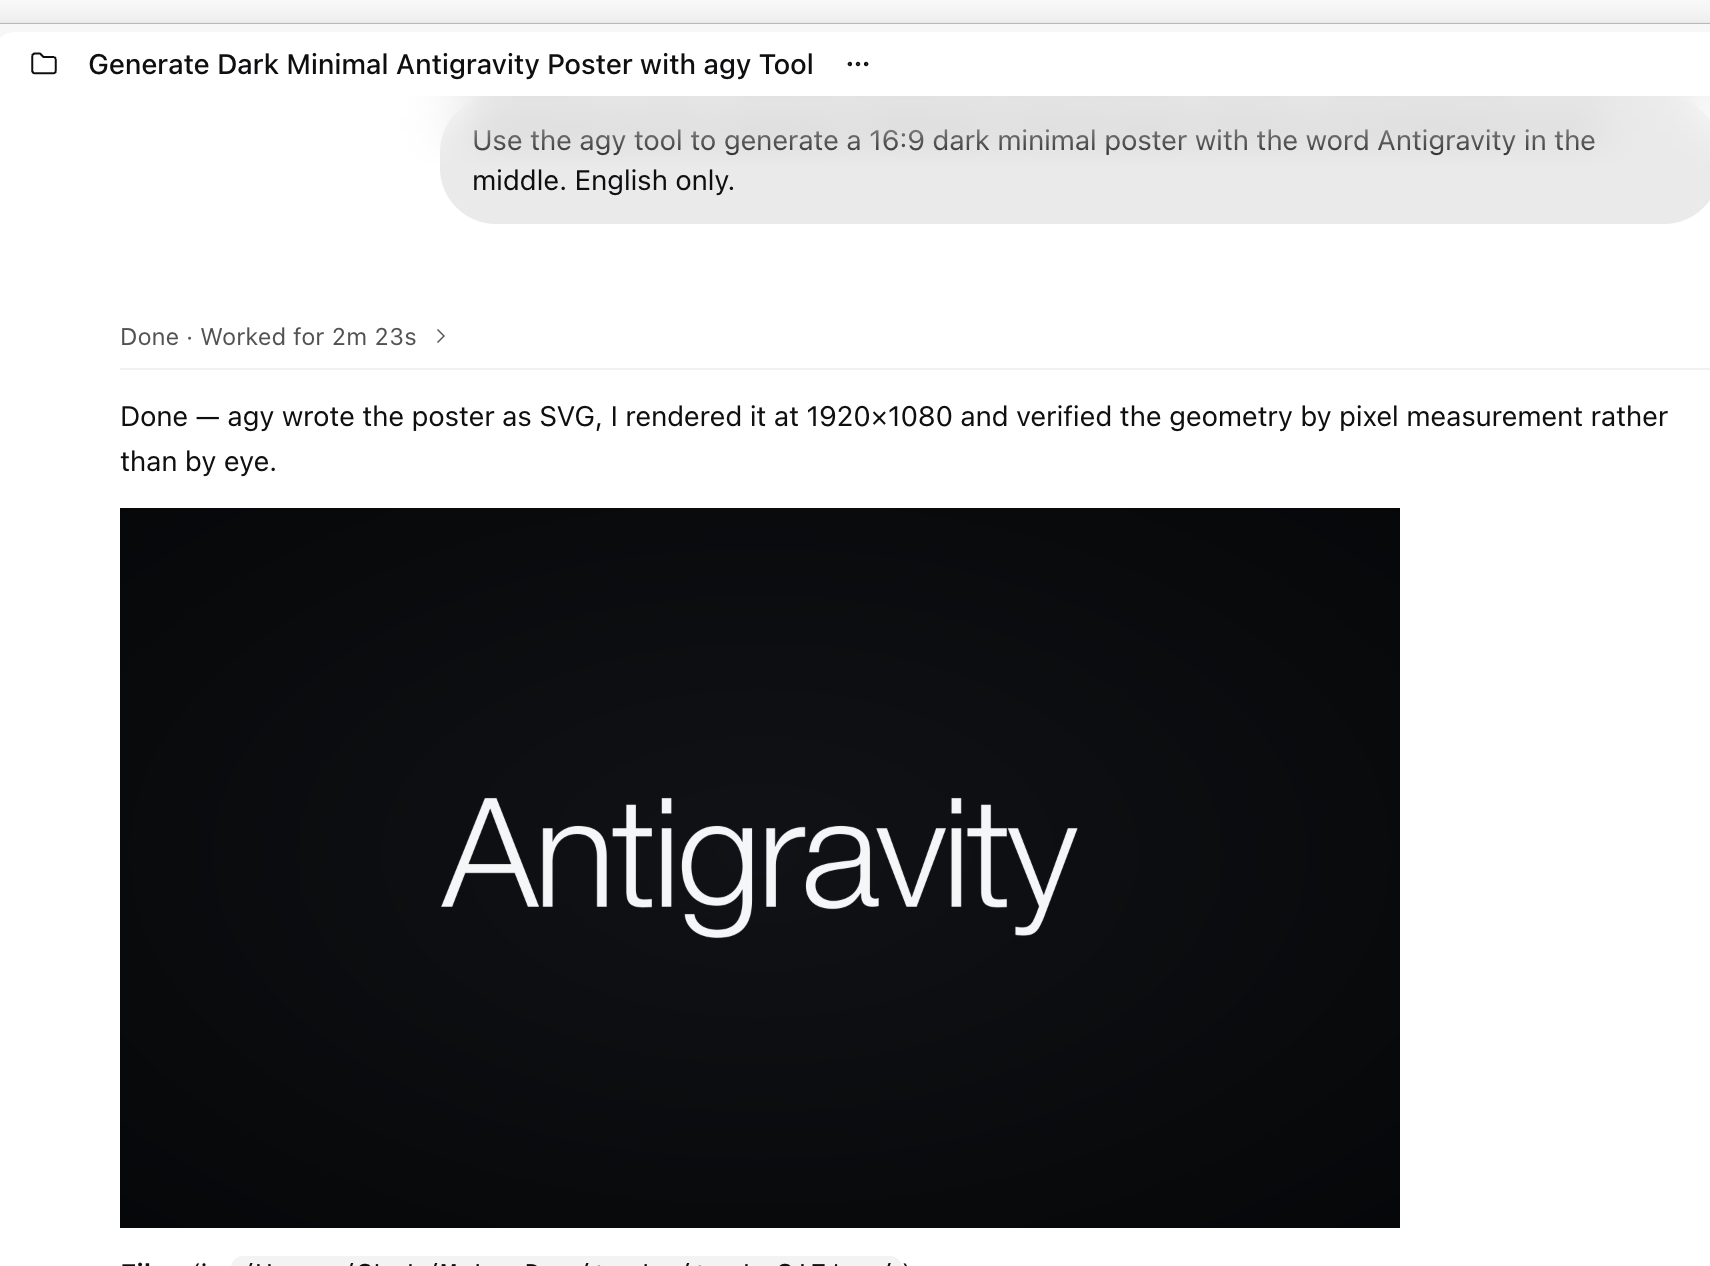 Generate Dark Minimal Antigravity Poster with agy Tool
Use the agy tool to generate a 16:9 dark minimal poster with the word Antigravity in the
middle. English only.
Done · Worked for 2m 23s
Done — agy wrote the poster as SVG, I rendered it at 1920×1080 and verified the geometry by pixel measurement rather
than by eye.
Antigravity